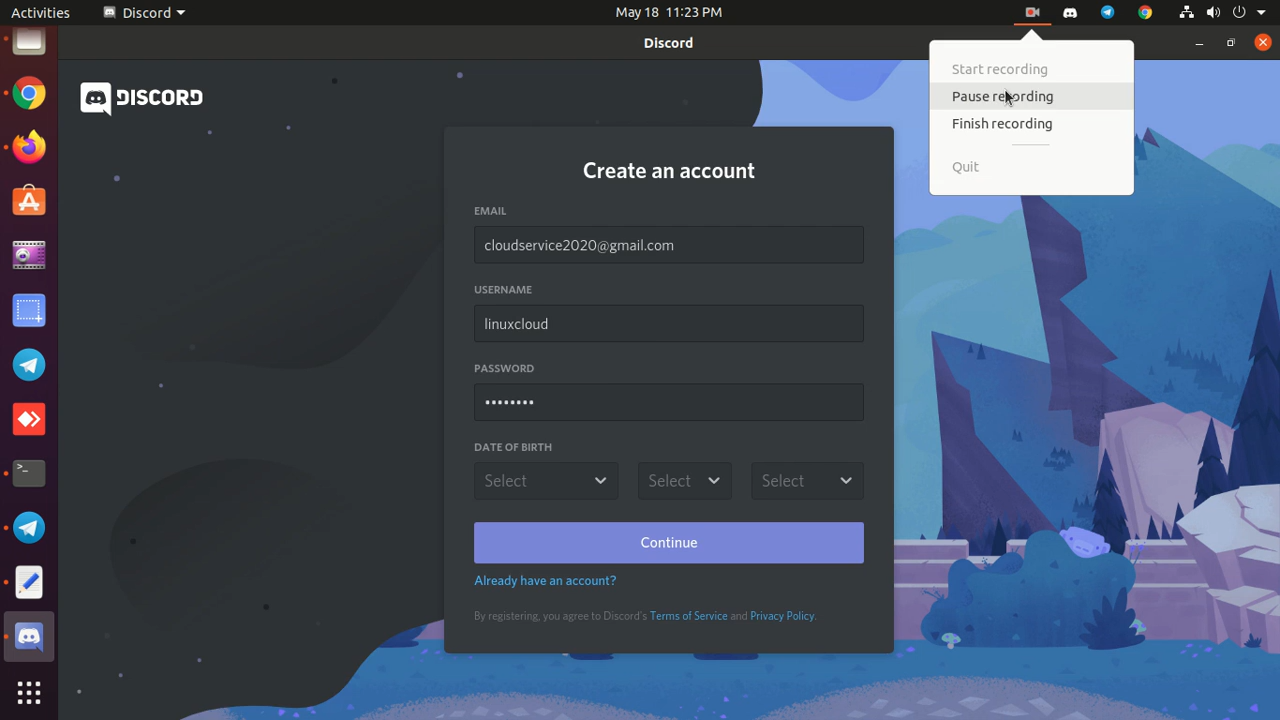 Activities
Discord
May 18 11:23 PM
Discord
DISCORD
Start recording
Pause recording
Finish recording
Quit
Create an account
EMAIL
cloudservice2020@gmail.com
USERNAME
linuxcloud
PASSWORD
••••••••
DATE OF BIRTH
Select Select Select
Continue
Already have an account?
By registering, you agree to Discord's Terms of Service and Privacy Policy.